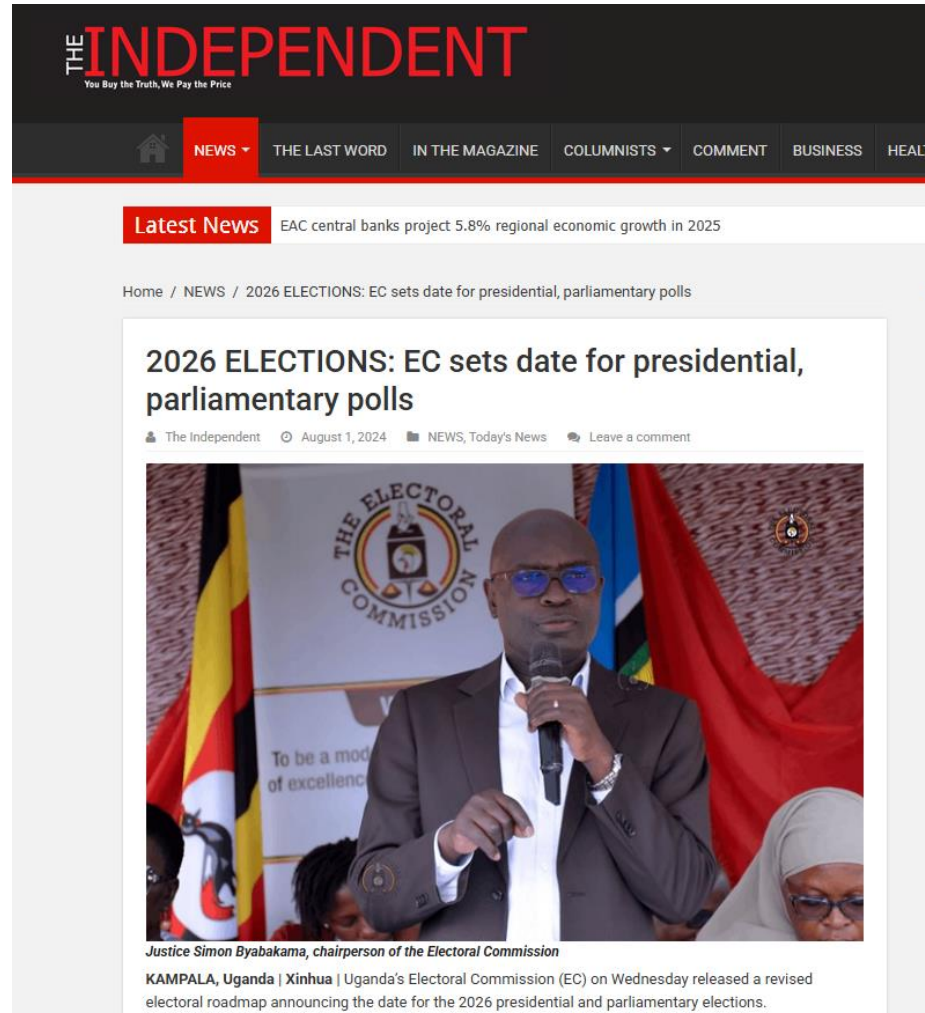 THE INDEPENDENT
You Buy the Truth, We Pay the Price
NEWS THE LAST WORD IN THE MAGAZINE COLUMNISTS COMMENT BUSINESS HEAL
Latest News EAC central banks project 5.8% regional economic growth in 2025
Home / NEWS / 2026 ELECTIONS: EC sets date for presidential, parliamentary polls
2026 ELECTIONS: EC sets date for presidential,
parliamentary polls
The Independent August 1, 2024 NEWS, Today's News Leave a comment
THE ELECTORAL
COMMISSION
To be a mod
of excellenc
Justice Simon Byabakama, chairperson of the Electoral Commission
KAMPALA, Uganda | Xinhua | Uganda’s Electoral Commission (EC) on Wednesday released a revised
electoral roadmap announcing the date for the 2026 presidential and parliamentary elections.